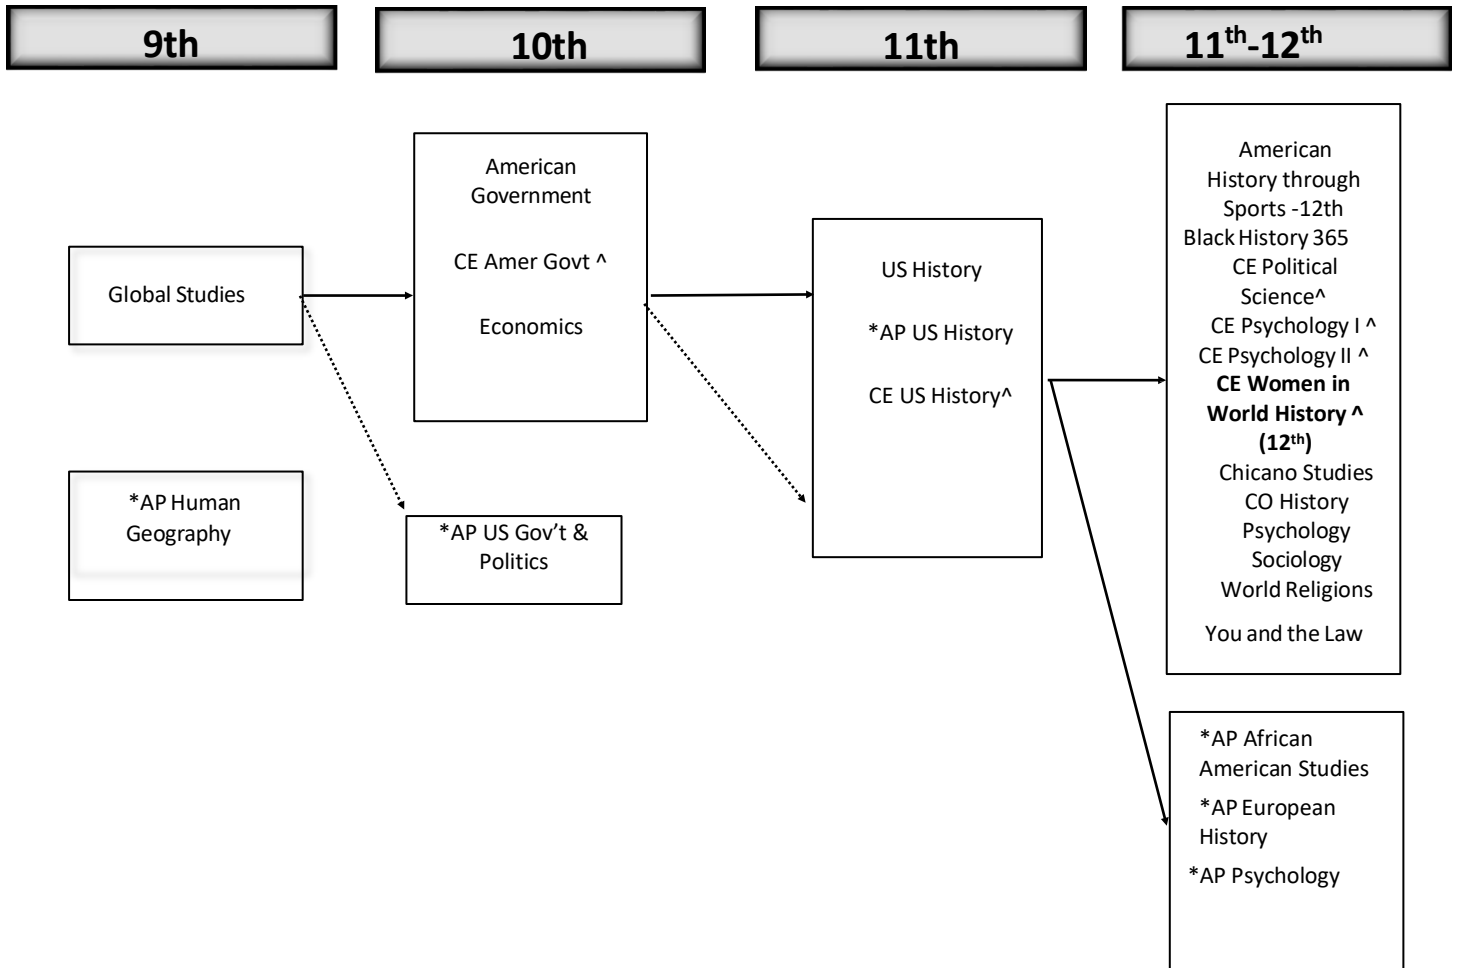 9th
10th
11th
11th-12th
Global Studies
*AP Human
Geography
American
Government
CE Amer Govt ^
Economics
*AP US Gov’t &
Politics
US History
*AP US History
CE US History^
American
History through
Sports -12th
Black History 365
CE Political
Science^
CE Psychology I ^
CE Psychology II ^
CE Women in
World History ^
(12th)
Chicano Studies
CO History
Psychology
Sociology
World Religions
You and the Law
*AP African
American Studies
*AP European
History
*AP Psychology